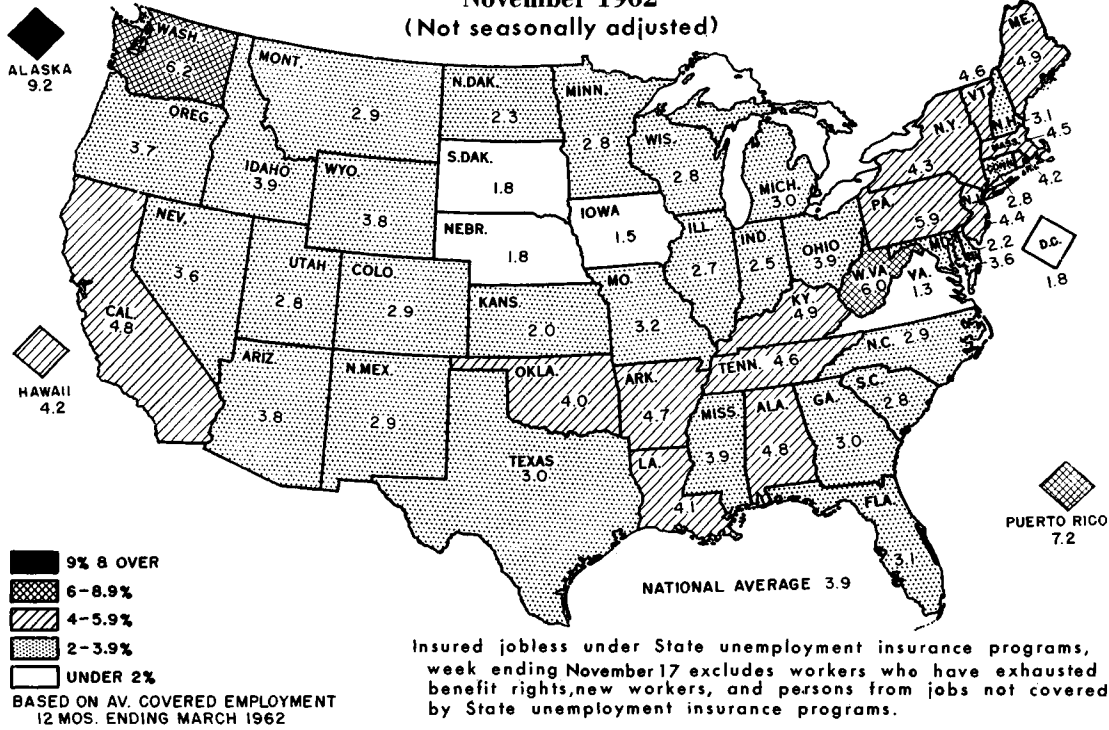 November 1962
(Not seasonally adjusted)
ALASKA
9.2
WASH
6.2
OREG.
3.7
MONT.
2.9
IDAHO
3.9
WYO.
3.8
N.DAK.
2.3
S.DAK.
1.8
NEBR.
1.8
MINN.
2.8
WIS.
2.8
MICH.
3.0
IOWA
1.5
ILL.
2.7
IND.
2.5
OHIO
3.9
KY.
4.9
W.VA
6.0
YA.
1.3
PA.
5.9
N.Y.
4.3
VT.
4.6
ME.
4.9
N.H.
3.1
MASS.
4.5
R.I.
4.2
CONN.
2.8
N.J.
4.4
2.2
MD.
3.6
D.C.
1.8
NEV.
3.6
UTAH
2.8
COLO.
2.9
KANS.
2.0
MO.
3.2
CAL.
4.8
HAWAII
4.2
ARIZ.
3.8
N.MEX.
2.9
OKLA.
4.0
ARK.
4.7
TENN. 4.6
N.C. 2.9
S.C.
2.8
TEXAS
3.0
LA.
4.1
MISS.
3.9
ALA.
4.8
GA.
3.0
FLA.
3.1
PUERTO RICO
7.2
9% & OVER
6-8.9%
4-5.9%
2-3.9%
UNDER 2%
BASED ON AV. COVERED EMPLOYMENT
12 MOS. ENDING MARCH 1962
NATIONAL AVERAGE 3.9
Insured jobless under State unemployment insurance programs,
week ending November 17 excludes workers who have exhausted
benefit rights, new workers, and persons from jobs not covered
by State unemployment insurance programs.